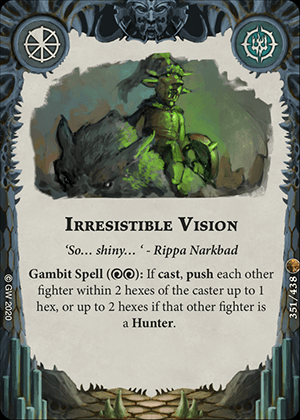 IRRESISTIBLE VISION
‘So... shiny... ‘ - Rippa Narkbad
Gambit Spell (): If cast, push each other
fighter within 2 hexes of the caster up to 1
hex, or up to 2 hexes if that other fighter is
a Hunter.
© GW 2020
351/438